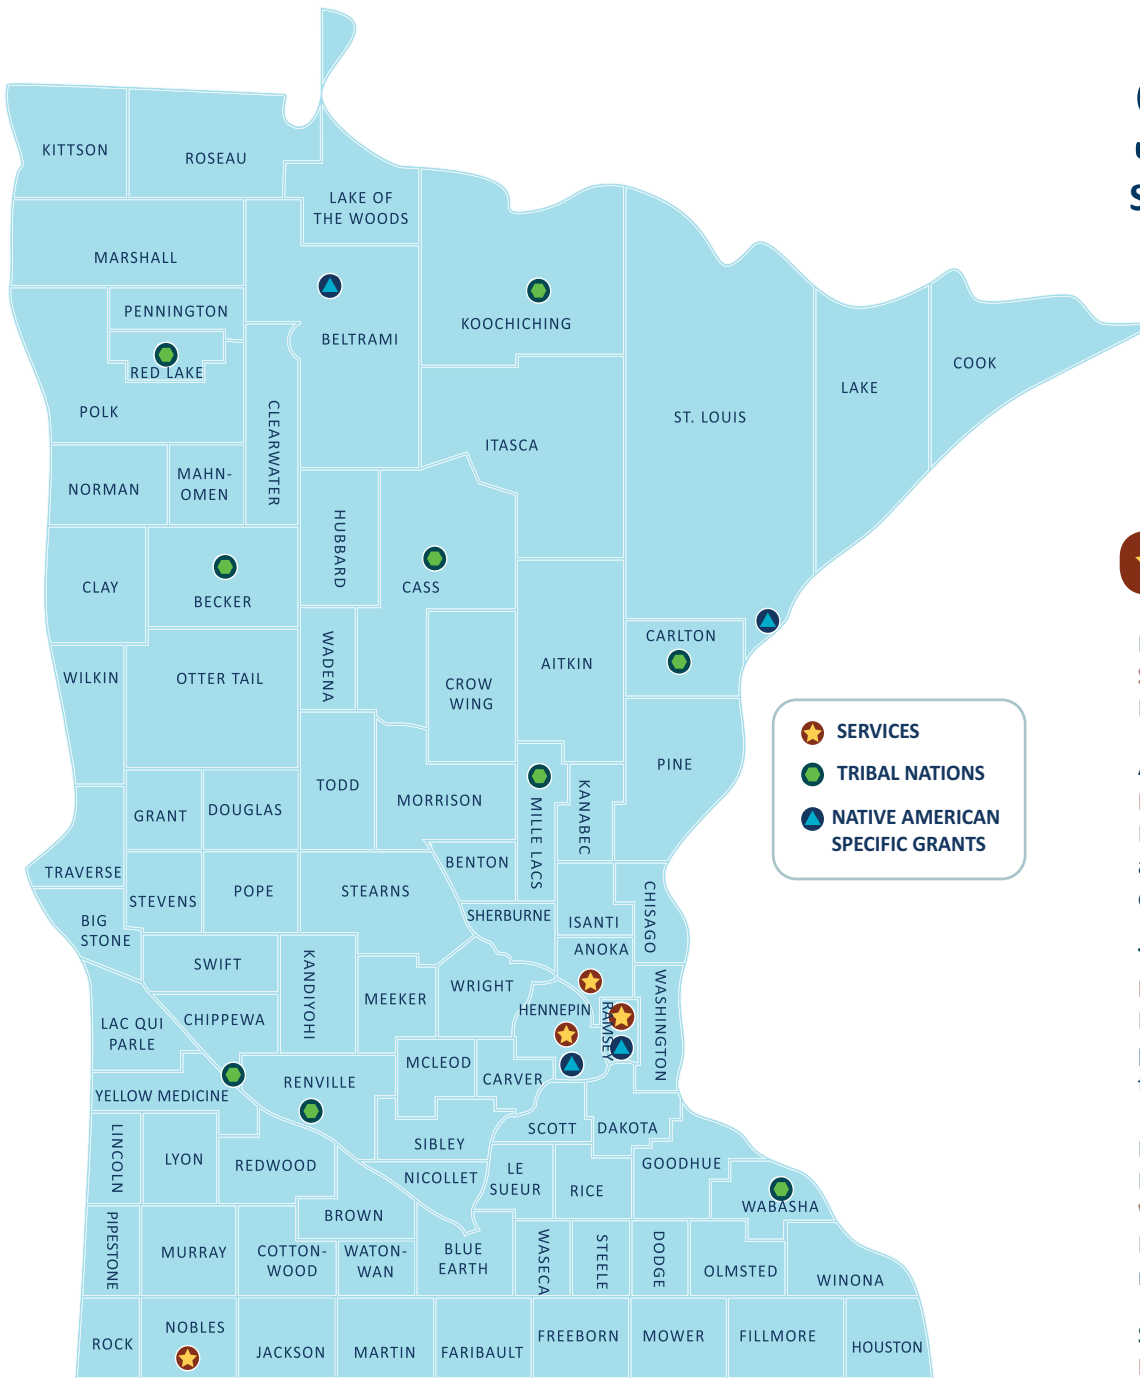 KITTSON
ROSEAU
LAKE OF
THE WOODS
MARSHALL
PENNINGTON
KOOCHICHING
BELTRAMI
RED LAKE
COOK
LAKE
POLK
ST. LOUIS
ITASCA
CLEARWATER
MAHN-
OMEN
NORMAN
HUBBARD
CLAY
CASS
BECKER
CARLTON
WADENA
AITKIN
WILKIN
OTTER TAIL
CROW
WING
SERVICES
TRIBAL NATIONS
NATIVE AMERICAN
SPECIFIC GRANTS
PINE
TODD
MORRISON
GRANT
DOUGLAS
MILLE LACS
KANABEC
BENTON
TRAVERSE
STEVENS
POPE
STEARNS
CHISAGO
SHERBURNE
ISANTI
BIG
STONE
ANOKA
SWIFT
KANDIYOHI
MEEKER
WRIGHT
WASHINGTON
HENNEPIN
RAMSEY
LAC QUI
PARLE
CHIPPEWA
MCLEOD
CARVER
RENVILLE
YELLOW MEDICINE
SCOTT
DAKOTA
LINCOLN
LYON
REDWOOD
SIBLEY
NICOLLET
LE
SUEUR
RICE
GOODHUE
WABASHA
BROWN
PIPESTONE
MURRAY
COTTON-
WOOD
WATON-
WAN
BLUE
EARTH
WASECA
STEELE
DODGE
OLMSTED
WINONA
ROCK
NOBLES
JACKSON
MARTIN
FARIBAULT
FREEBORN
MOWER
FILLMORE
HOUSTON